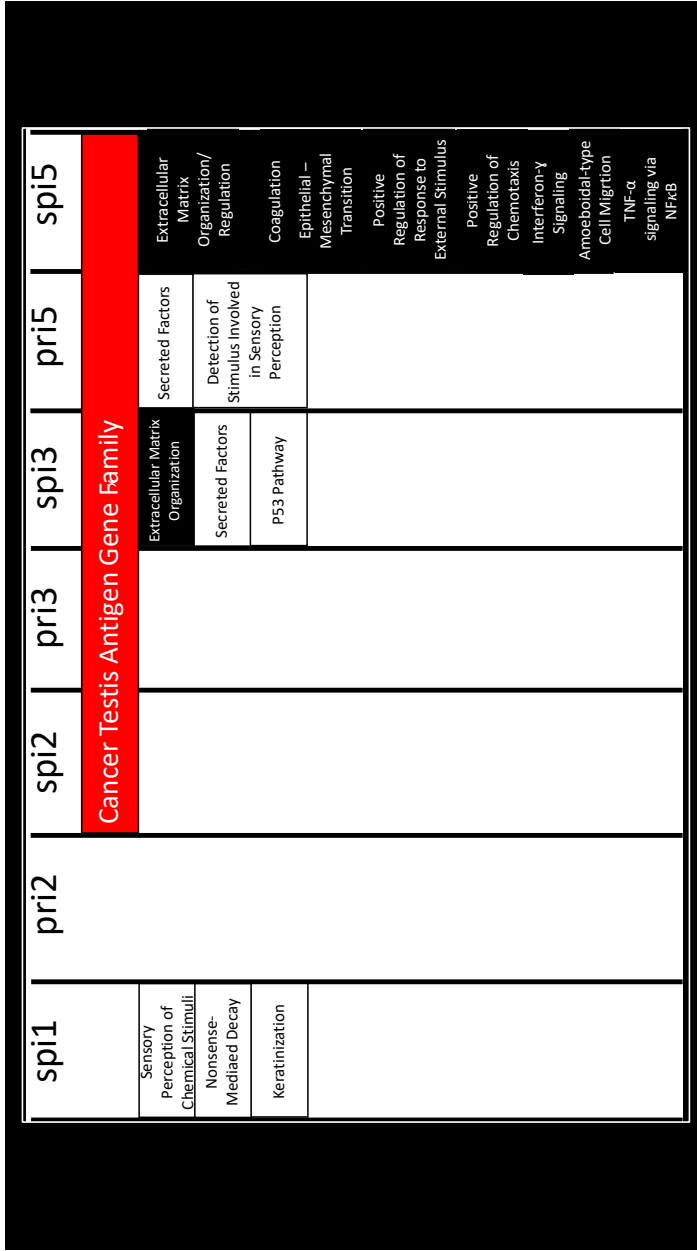 spi1
pri2
spi2
pri3
spi3
pri5
spi5
Cancer Testis Antigen Gene Family
Sensory
Perception of
Chemical Stimuli
Nonsense-
Mediaed Decay
Keratinization
Extracellular Matrix
Organization
Secreted Factors
P53 Pathway
Secreted Factors
Detection of
Stimulus Involved
in Sensory
Perception
Extracellular
Matrix
Organization/
Regulation
Coagulation
Epithelial –
Mesenchymal
Transition
Positive
Regulation of
Response to
External Stimulus
Positive
Regulation of
Chemotaxis
Interferon-γ
Signaling
Amoeboidal-type
Cell Migrtion
TNF-α
signaling via
NFκB